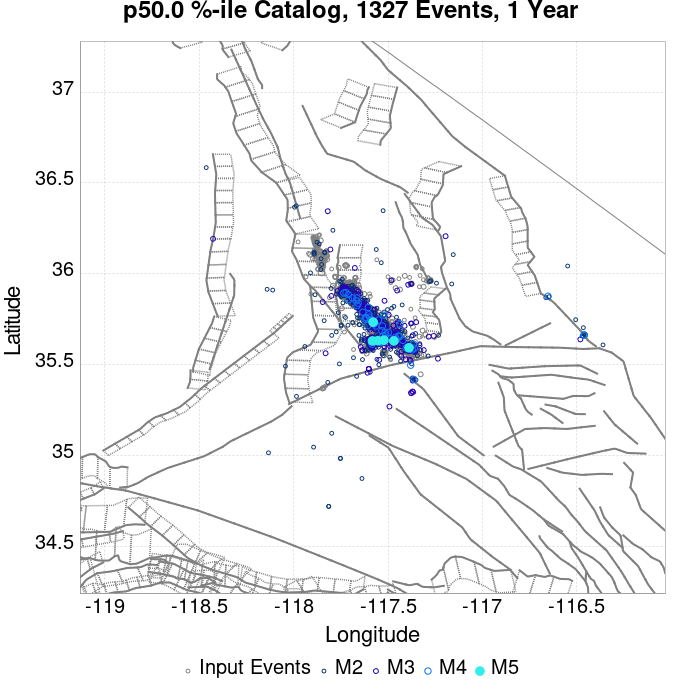 p50.0 %-ile Catalog, 1327 Events, 1 Year
37
36.5
36
35.5
35
34.5
Latitude
-119 -118.5 -118 -117.5 -117 -116.5
Longitude
Input Events M2 M3 M4 M5